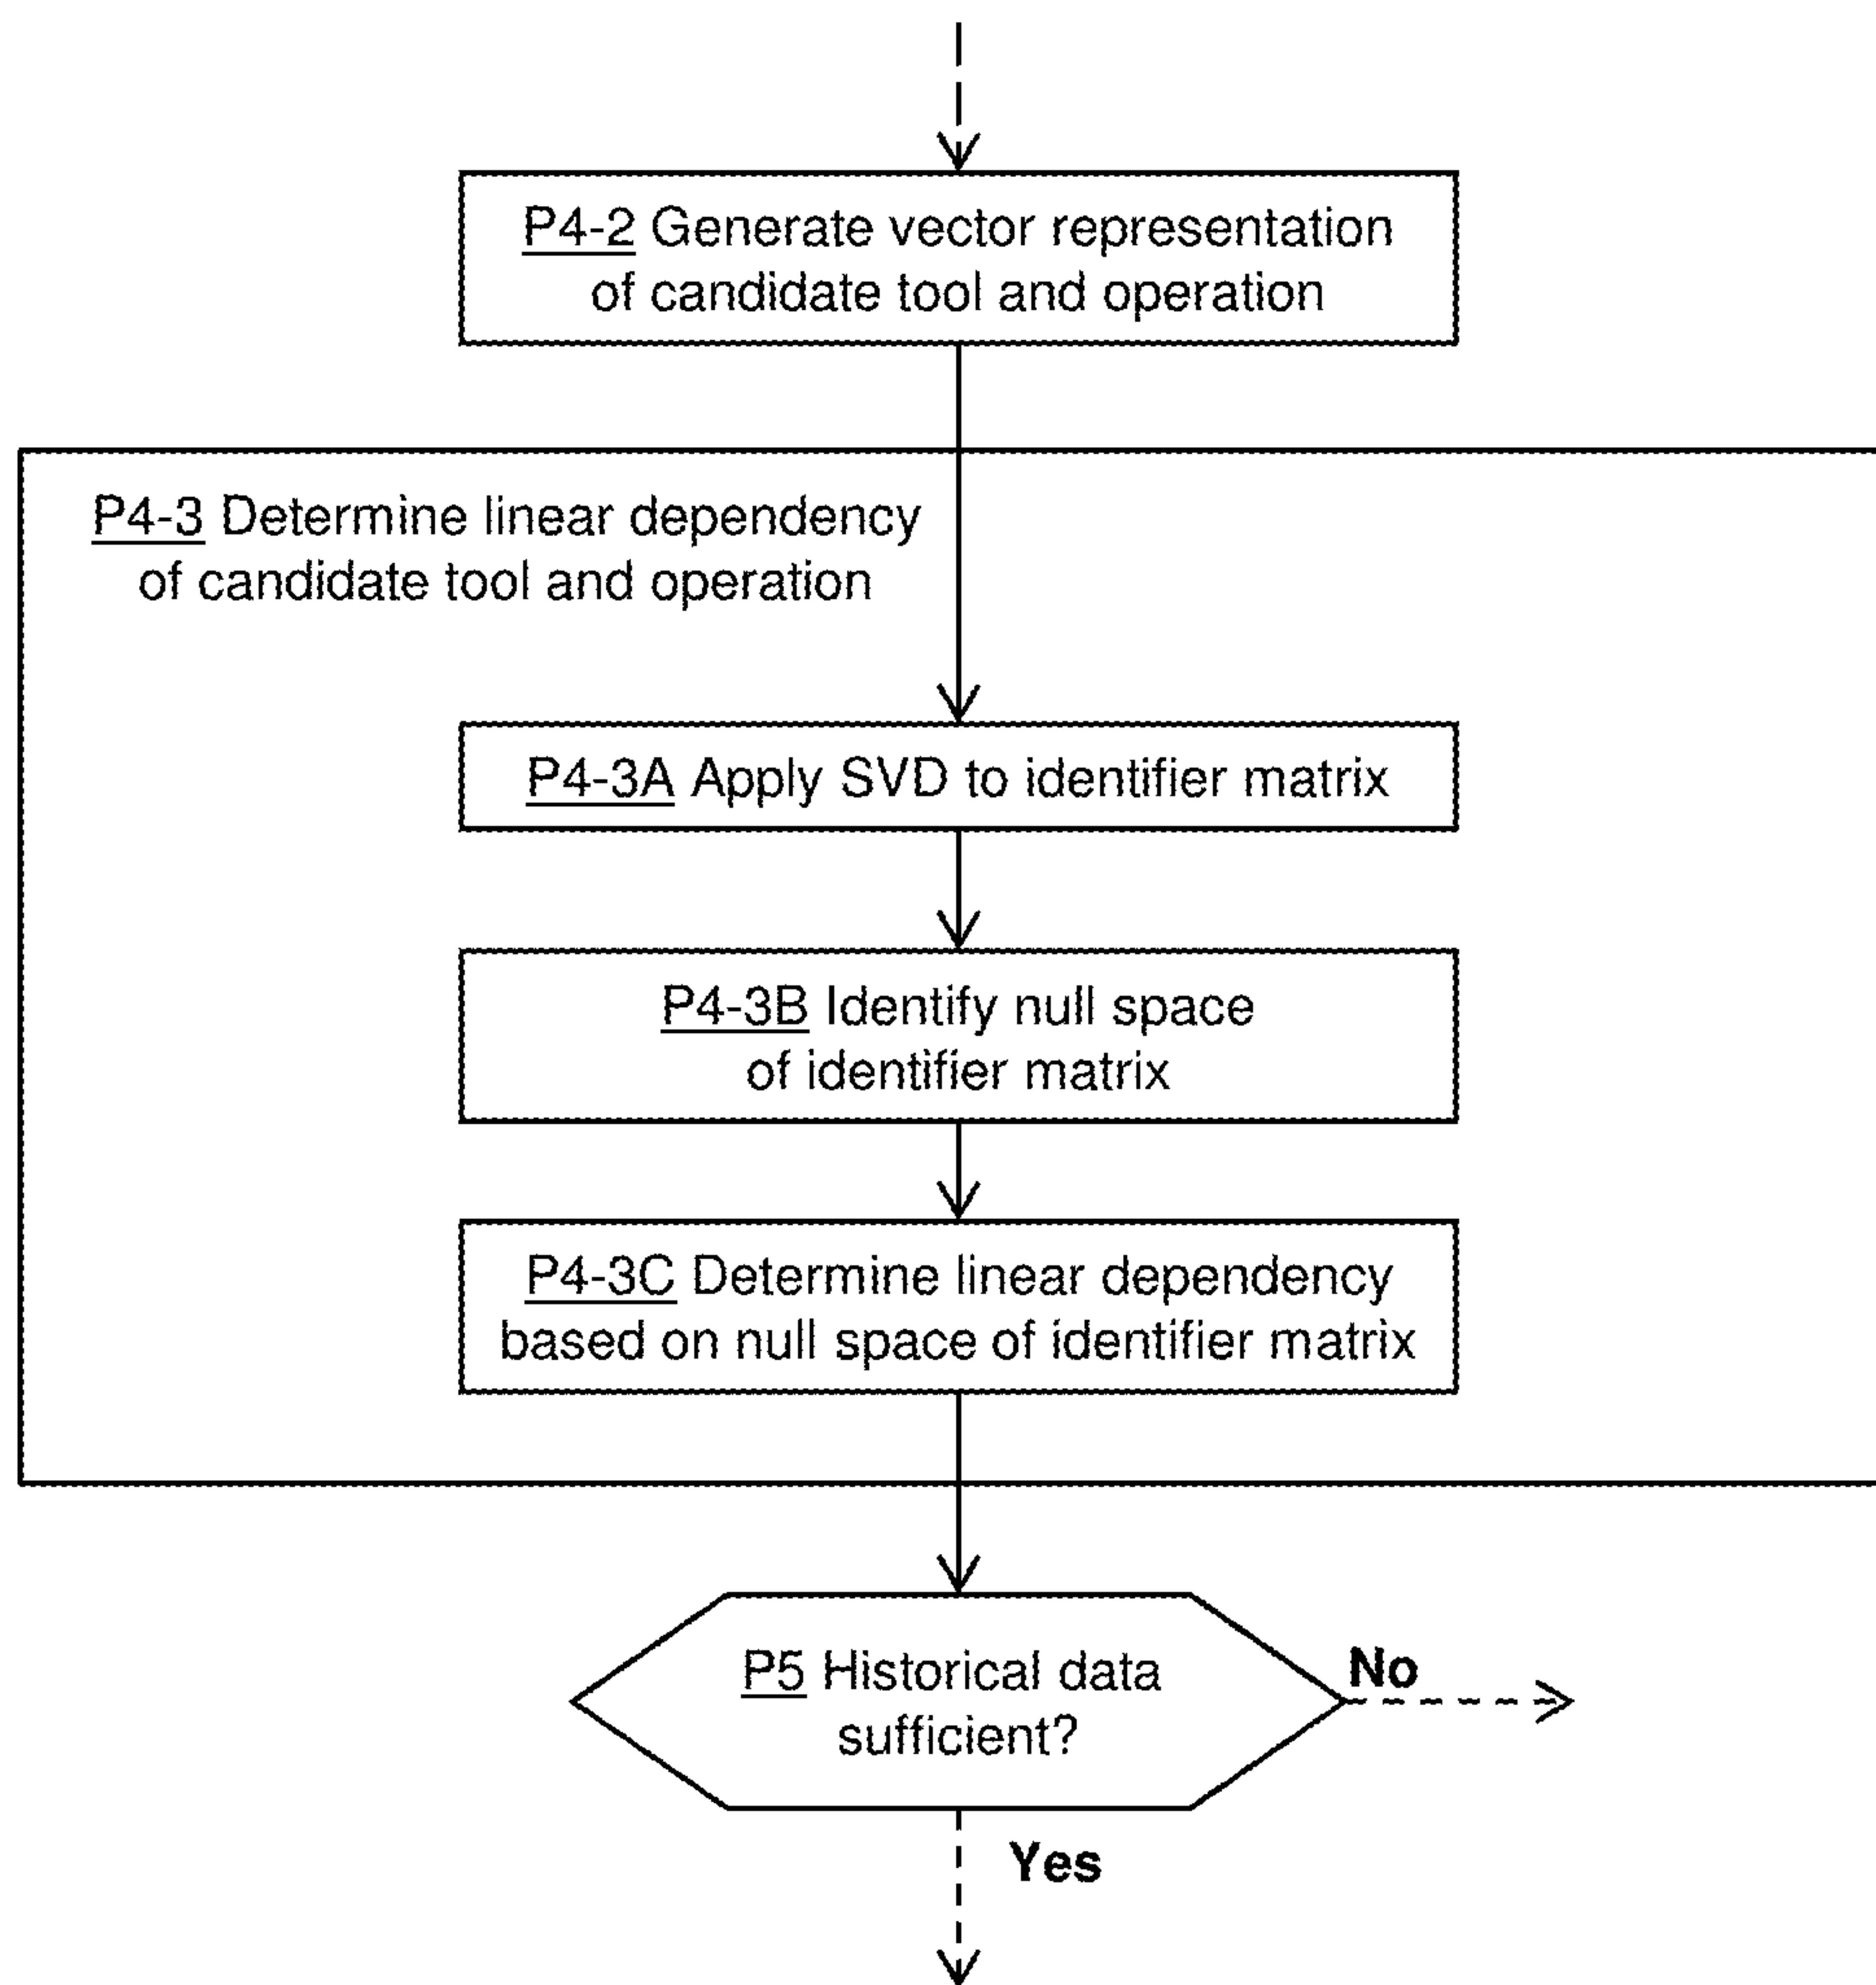 P4-2 Generate vector representation
of candidate tool and operation
P4-3 Determine linear dependency
of candidate tool and operation
P4-3A Apply SVD to identifier matrix
P4-3B Identify null space
of identifier matrix
P4-3C Determine linear dependency
based on null space of identifier matrix
P5 Historical data
sufficient?
No
Yes